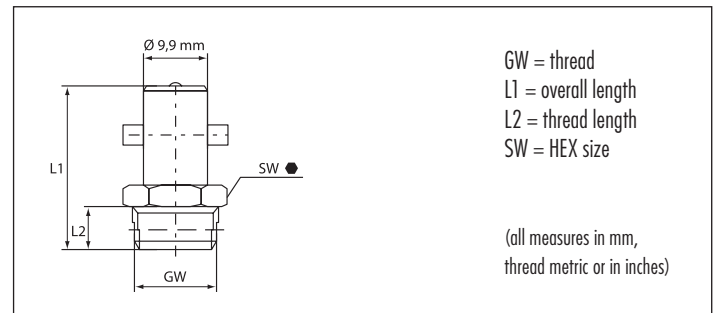 Ø 9,9 mm
L1
L2
SW
GW
GW = thread
L1 = overall length
L2 = thread length
SW = HEX size
(all measures in mm,
thread metric or in inches)